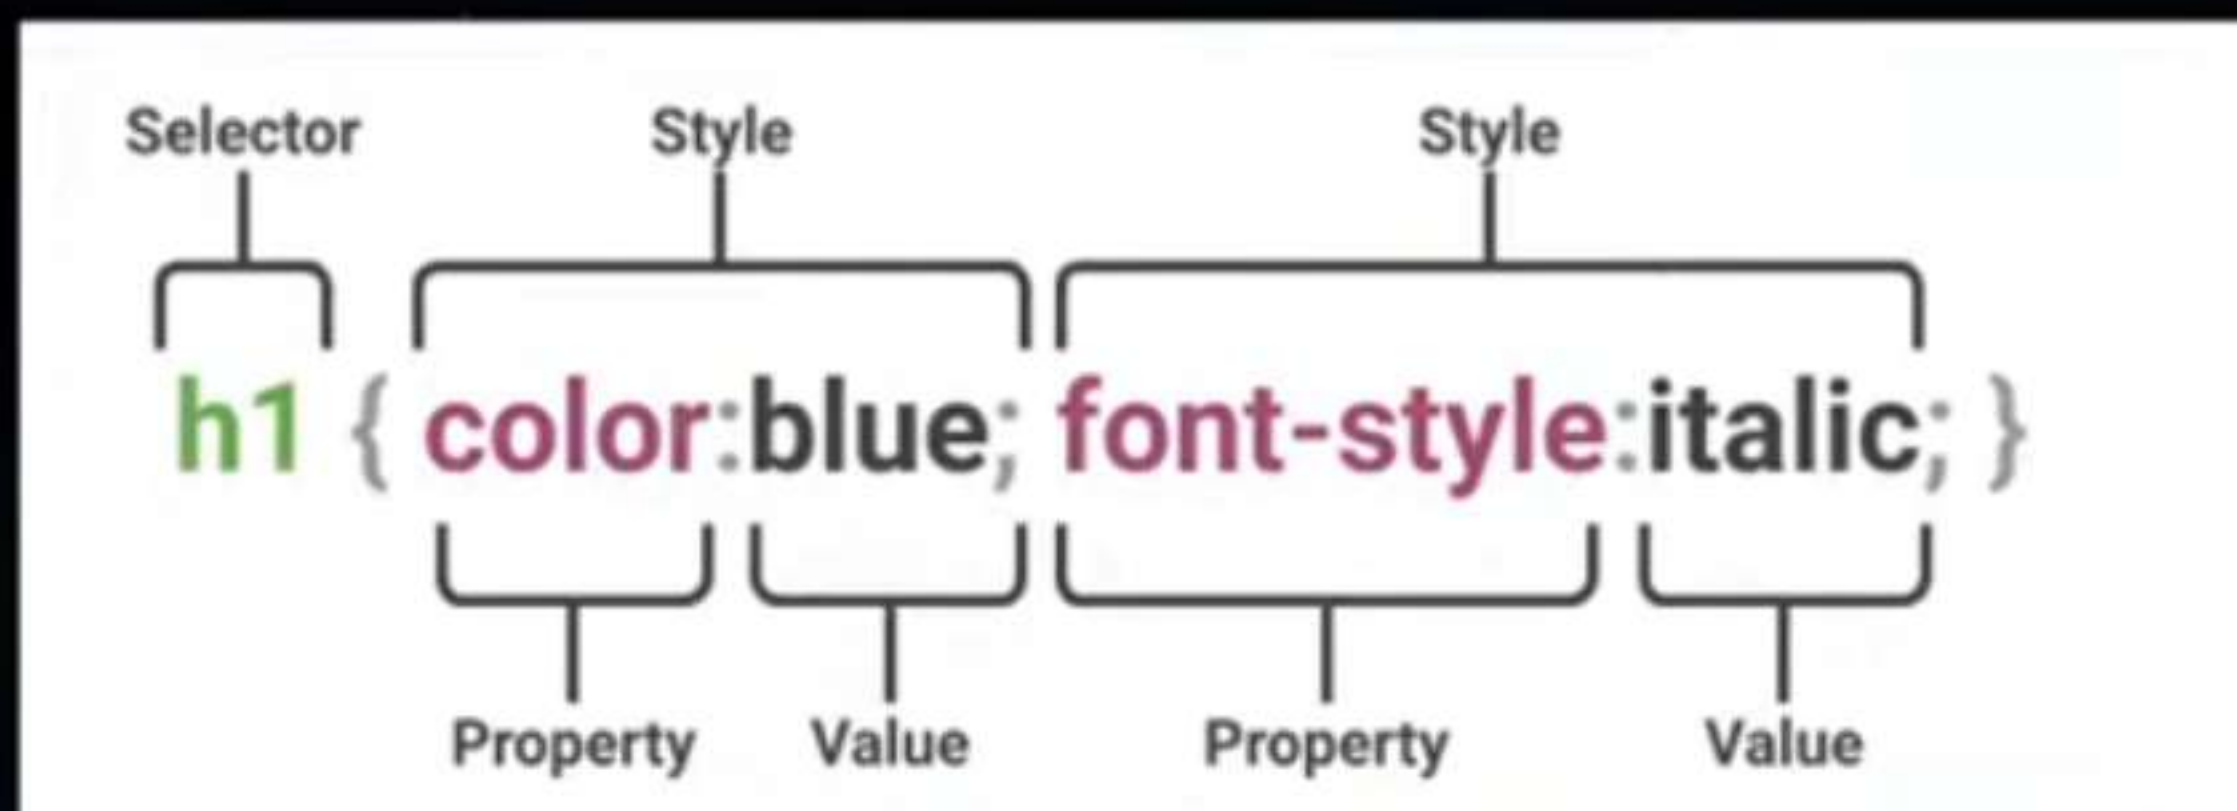 Selector Style Style
h1 { color:blue; font-style:italic; }
Property Value Property Value